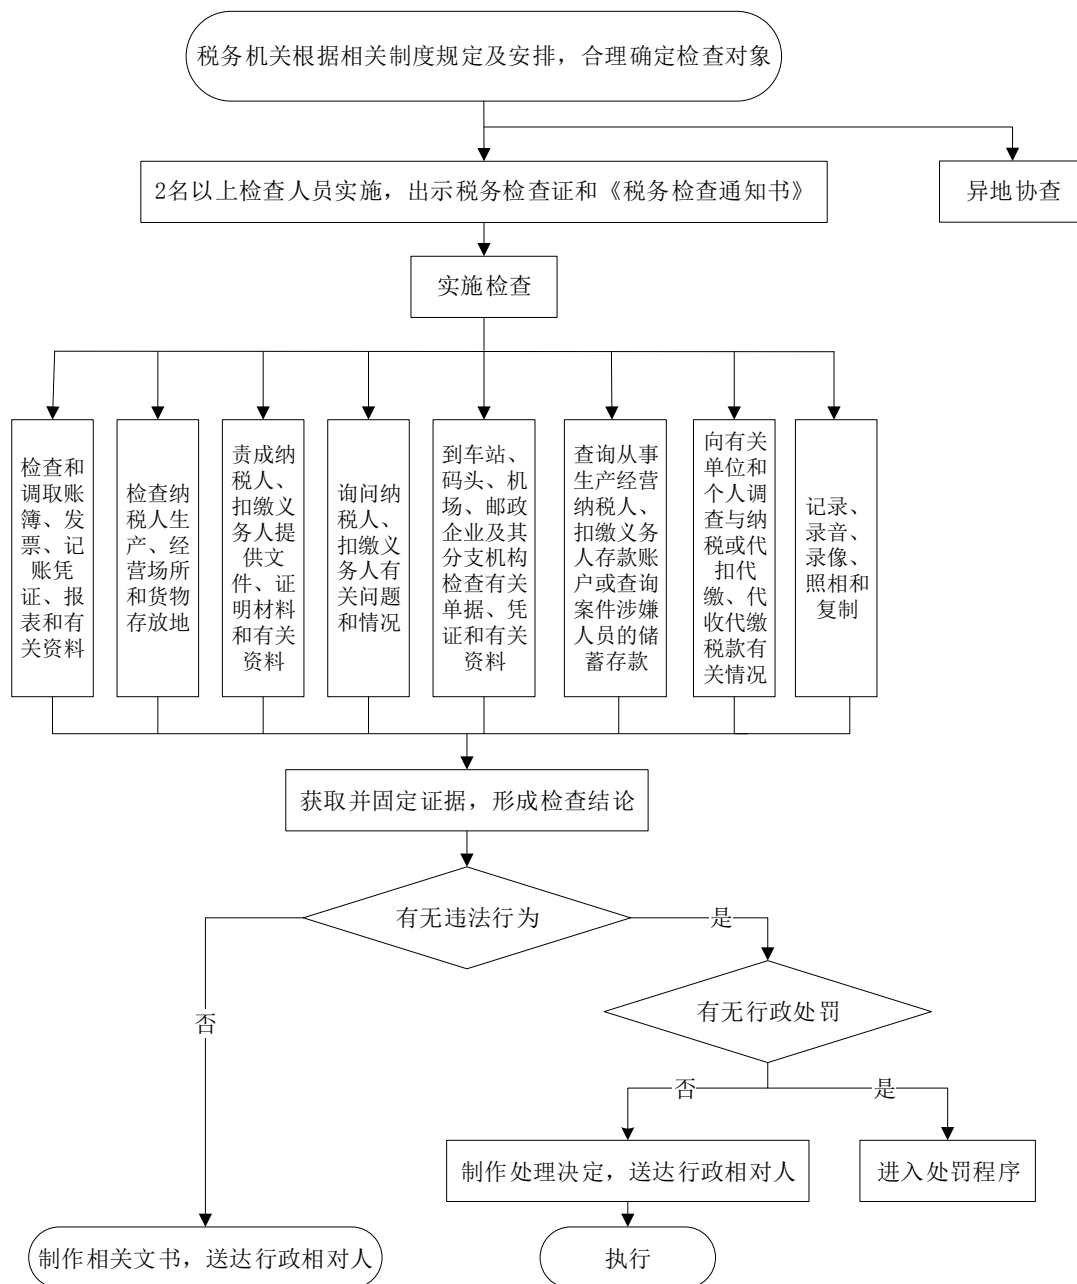 税务机关根据相关制度规定及安排，合理确定检查对象
2名以上检查人员实施，出示税务检查证和《税务检查通知书》
异地协查
实施检查
检查和
调取账
簿、发
票、记
账凭
证、报
表和有
关资料
检查纳
税人生
产、经
营场所
和货物
存放地
责成纳
税人、
扣缴义
务人提
供文
件、证
明材料
和有关
资料
询问纳
税人、
扣缴义
务人有
关问题
和情况
到车站、
码头、机
场、邮政
企业及其
分支机构
检查有关
单据、凭
证和有关
资料
查询从事
生产经营
纳税人、
扣缴义务
人存款账
户或查询
案件涉嫌
人员的储
蓄存款
向有关
单位和
个人调
查与纳
税或代
扣代
缴、代
收代缴
税款有
关情况
记录、
录音、
录像、
照相和
复制
获取并固定证据，形成检查结论
有无违法行为
是
有无行政处罚
否
否
是
制作处理决定，送达行政相对人
进入处罚程序
制作相关文书，送达行政相对人
执行